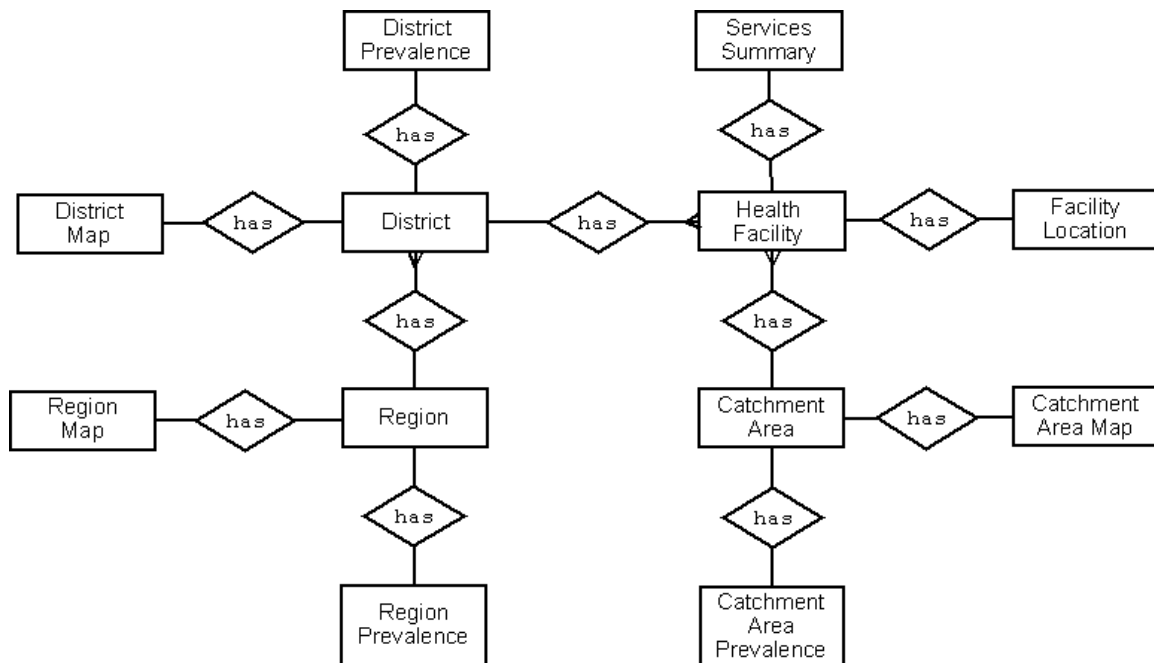 District
Prevalence
Services
Summary
has
has
District
Map
has
District
has
Health
Facility
has
Facility
Location
has
has
Region
Map
has
Region
Catchment
Area
has
Catchment
Area Map
has
has
Region
Prevalence
Catchment
Area
Prevalence